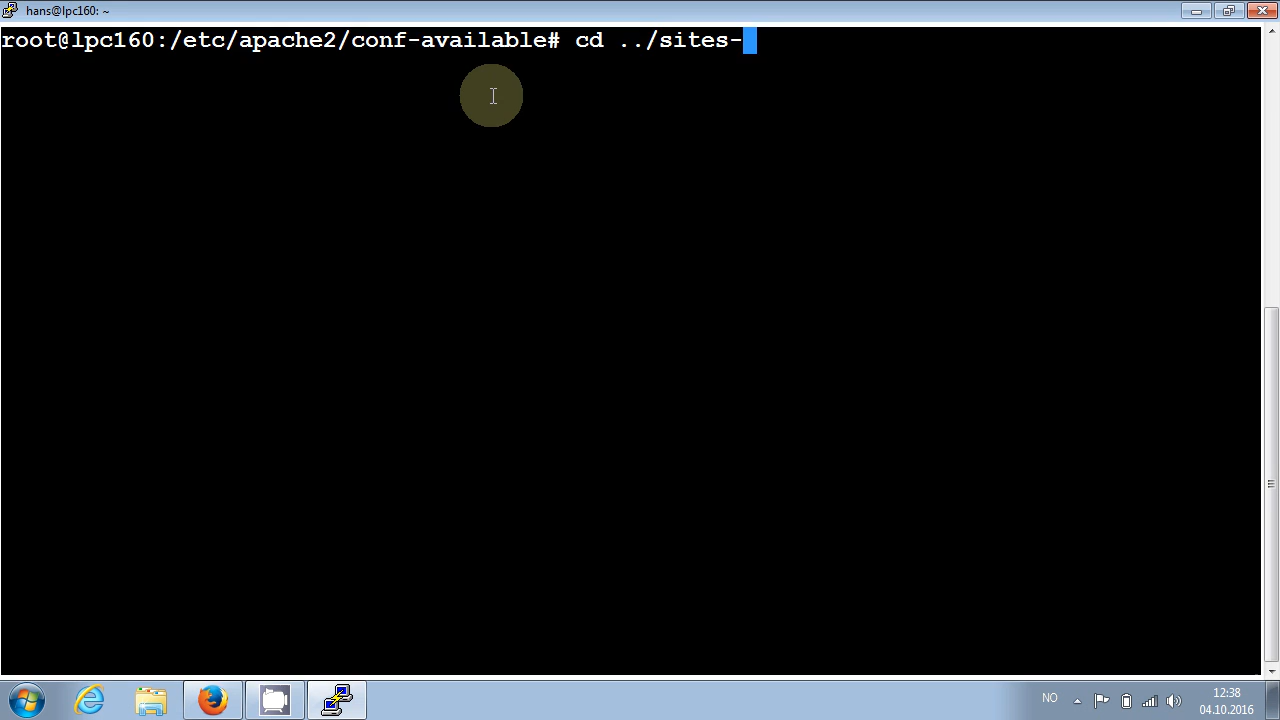 hans@lpc160: ~
root@lpc160:/etc/apache2/conf-available# cd ../sites-
NO
12:38
04.10.2016